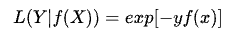 L(Y|f(X)) = exp[-yf(x)]